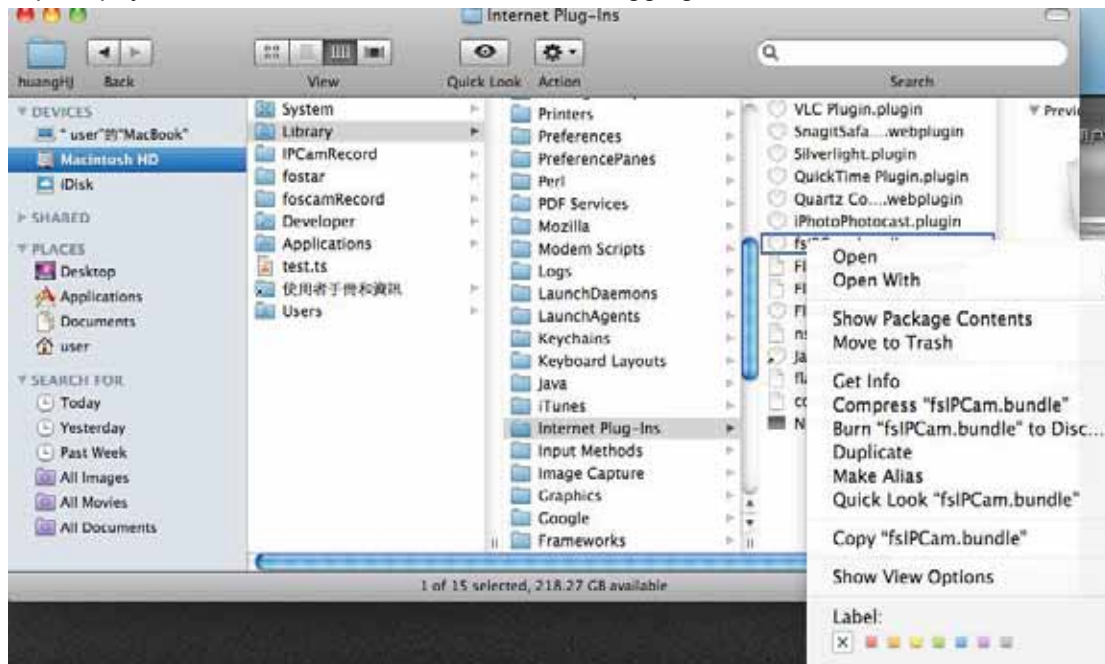 Internet Plug-Ins
huangHJ
Back
View
Quick Look
Action
Search
DEVICES
" user"的"MacBook"
Macintosh HD
iDisk
SHARED
PLACES
Desktop
Applications
Documents
user
SEARCH FOR
Today
Yesterday
Past Week
All Images
All Movies
All Documents
System
Library
IPCamRecord
fostar
foscamRecord
Developer
Applications
test.ts
使用者手冊和資訊
Users
Printers
Preferences
PreferencePanes
Perl
PDF Services
Mozilla
Modem Scripts
Logs
LaunchDaemons
LaunchAgents
Keychains
Keyboard Layouts
Java
iTunes
Internet Plug-Ins
Input Methods
Image Capture
Graphics
Google
Frameworks
VLC Plugin.plugin
SnagitSafa....webplugin
Silverlight.plugin
QuickTime Plugin.plugin
Quartz Co....webplugin
iPhotoPhotocast.plugin
Previ
Open
Open With
Show Package Contents
Move to Trash
Get Info
Compress "fsIPCam.bundle"
Burn "fsIPCam.bundle" to Disc...
Duplicate
Make Alias
Quick Look "fsIPCam.bundle"
Copy "fsIPCam.bundle"
Show View Options
Label:
1 of 15 selected, 218.27 GB available